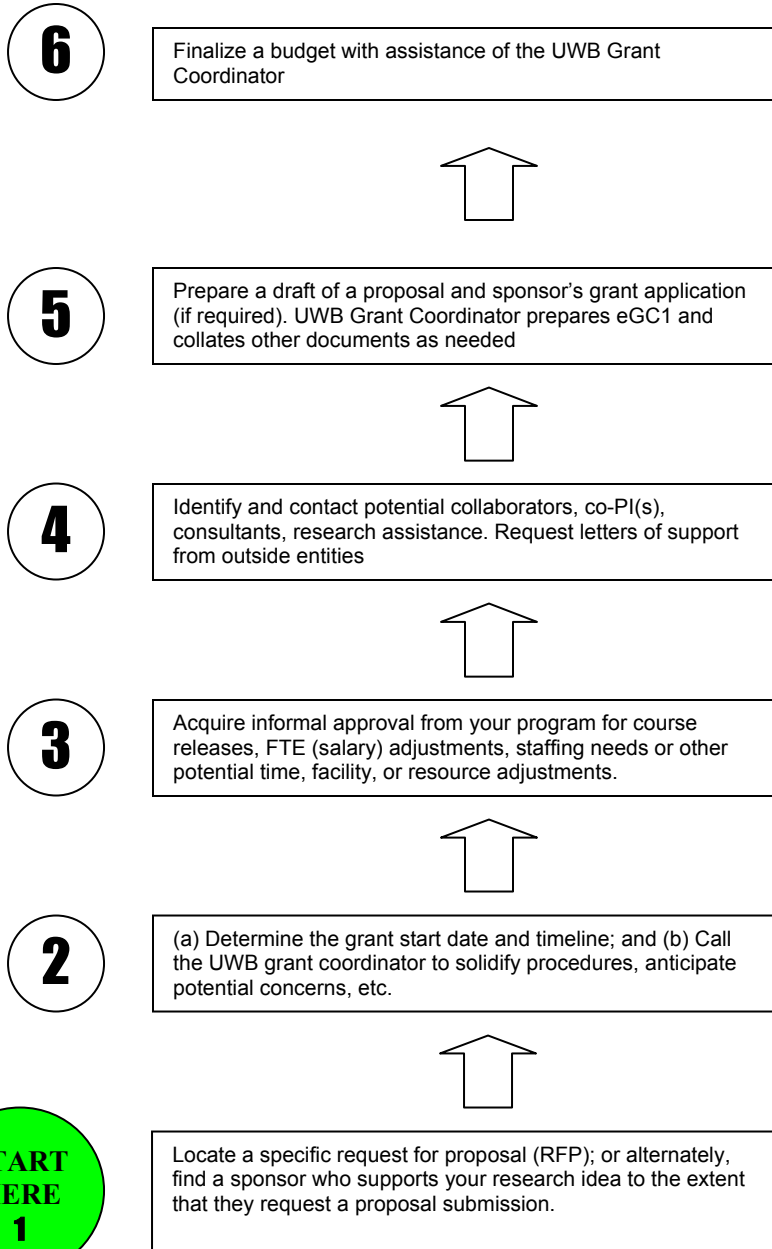 6
Finalize a budget with assistance of the UWB Grant
Coordinator
5
Prepare a draft of a proposal and sponsor's grant application
(if required). UWB Grant Coordinator prepares eGC1 and
collates other documents as needed
4
Identify and contact potential collaborators, co-PI(s),
consultants, research assistance. Request letters of support
from outside entities
3
Acquire informal approval from your program for course
releases, FTE (salary) adjustments, staffing needs or other
potential time, facility, or resource adjustments.
2
(a) Determine the grant start date and timeline; and (b) Call
the UWB grant coordinator to solidify procedures, anticipate
potential concerns, etc.
TART
ERE
1
Locate a specific request for proposal (RFP); or alternately,
find a sponsor who supports your research idea to the extent
that they request a proposal submission.